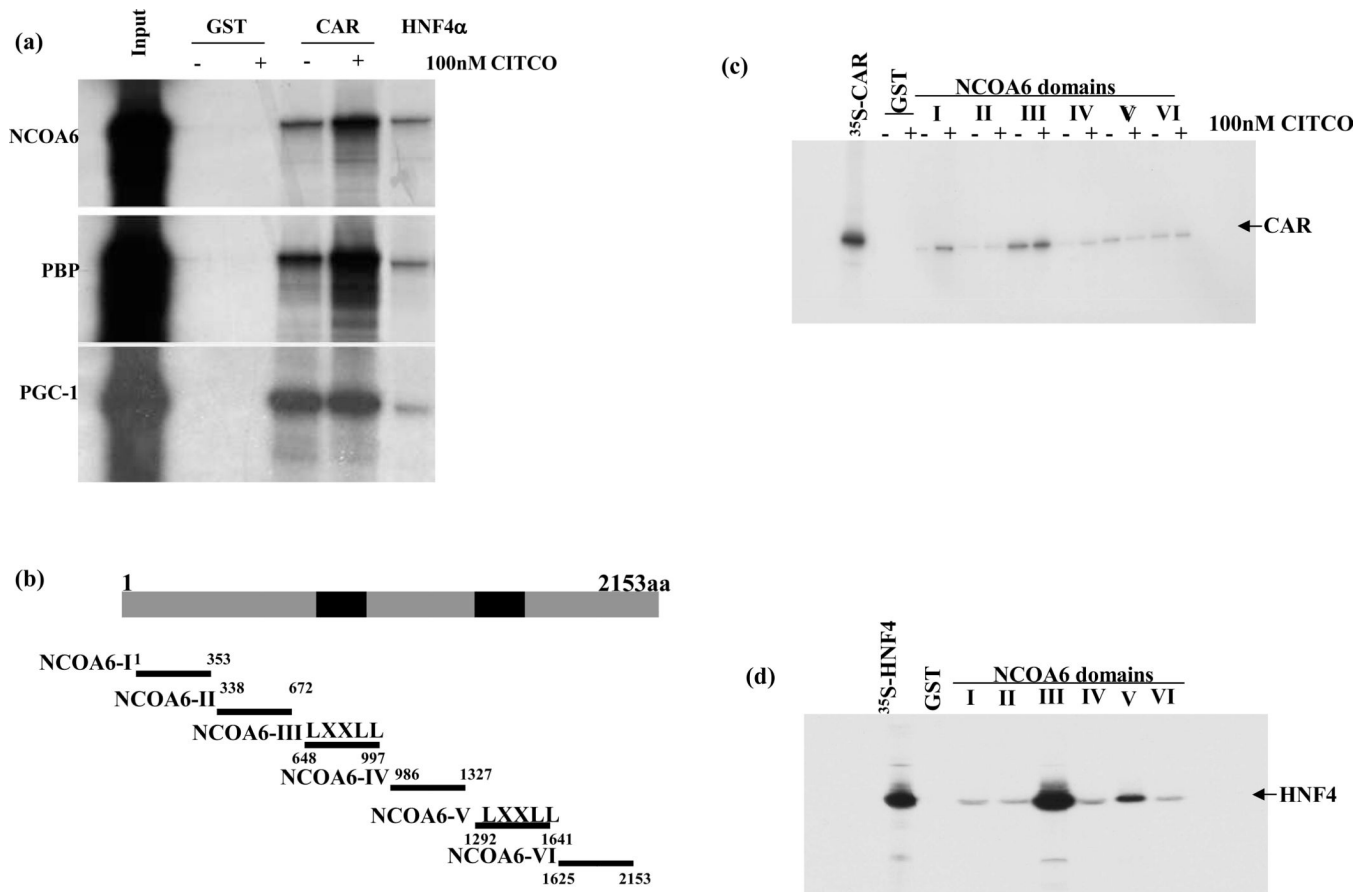 (a)
Input
GST
CAR
HNF4α
- + - + 100nM CITCO
NCOA6
PBP
PGC-1
(b)
1 2153aa
NCOA6-I 1 353
NCOA6-II 338 672
NCOA6-III LXXLL
648 997
NCOA6-IV 986 1327
NCOA6-V LXXLL
1292 1641
NCOA6-VI
1625 2153
(c)
35S-CAR
GST
NCOA6 domains
I II III IV V VI
- + - + - + - + - + - + - + 100nM CITCO
CAR
(d)
35S-HNF4
GST
NCOA6 domains
I II III IV V VI
HNF4